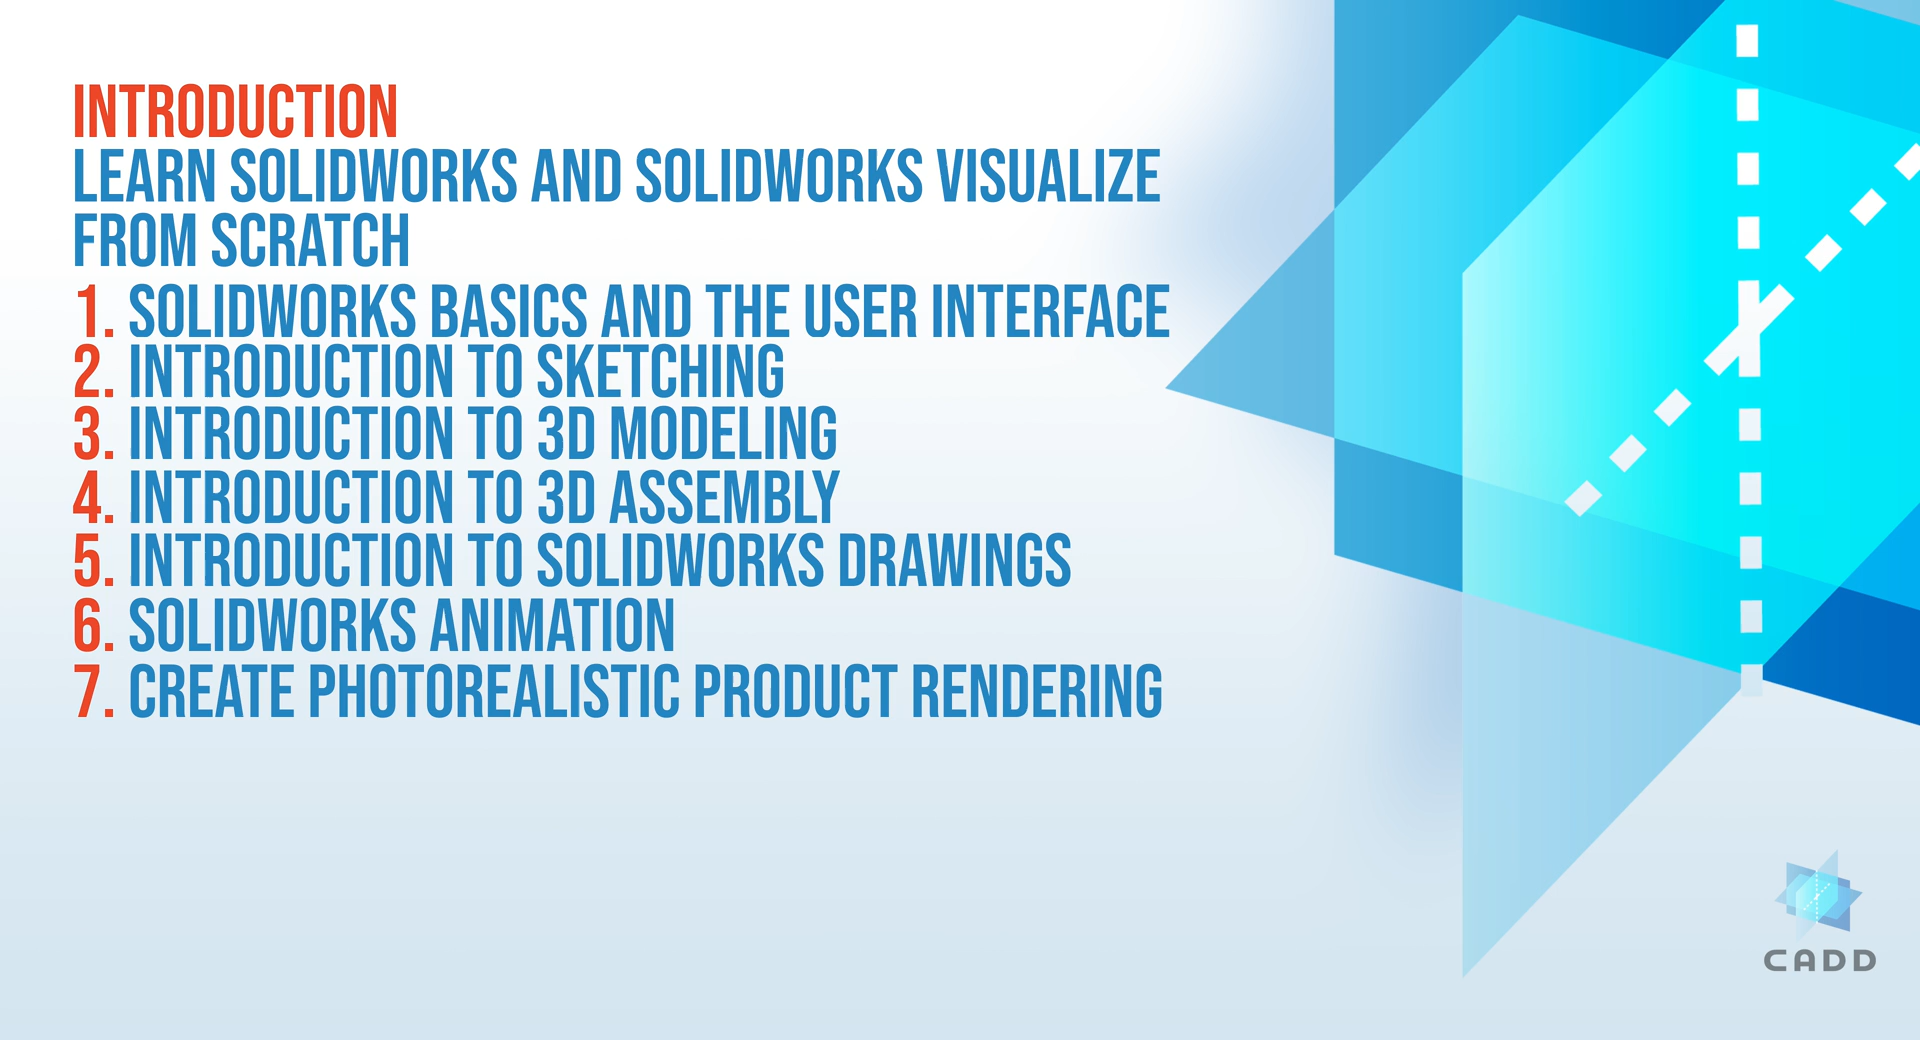 INTRODUCTION
LEARN SOLIDWORKS AND SOLIDWORKS VISUALIZE
FROM SCRATCH
1. SOLIDWORKS BASICS AND THE USER INTERFACE
2. INTRODUCTION TO SKETCHING
3. INTRODUCTION TO 3D MODELING
4. INTRODUCTION TO 3D ASSEMBLY
5. INTRODUCTION TO SOLIDWORKS DRAWINGS
6. SOLIDWORKS ANIMATION
7. CREATE PHOTOREALISTIC PRODUCT RENDERING
CADD